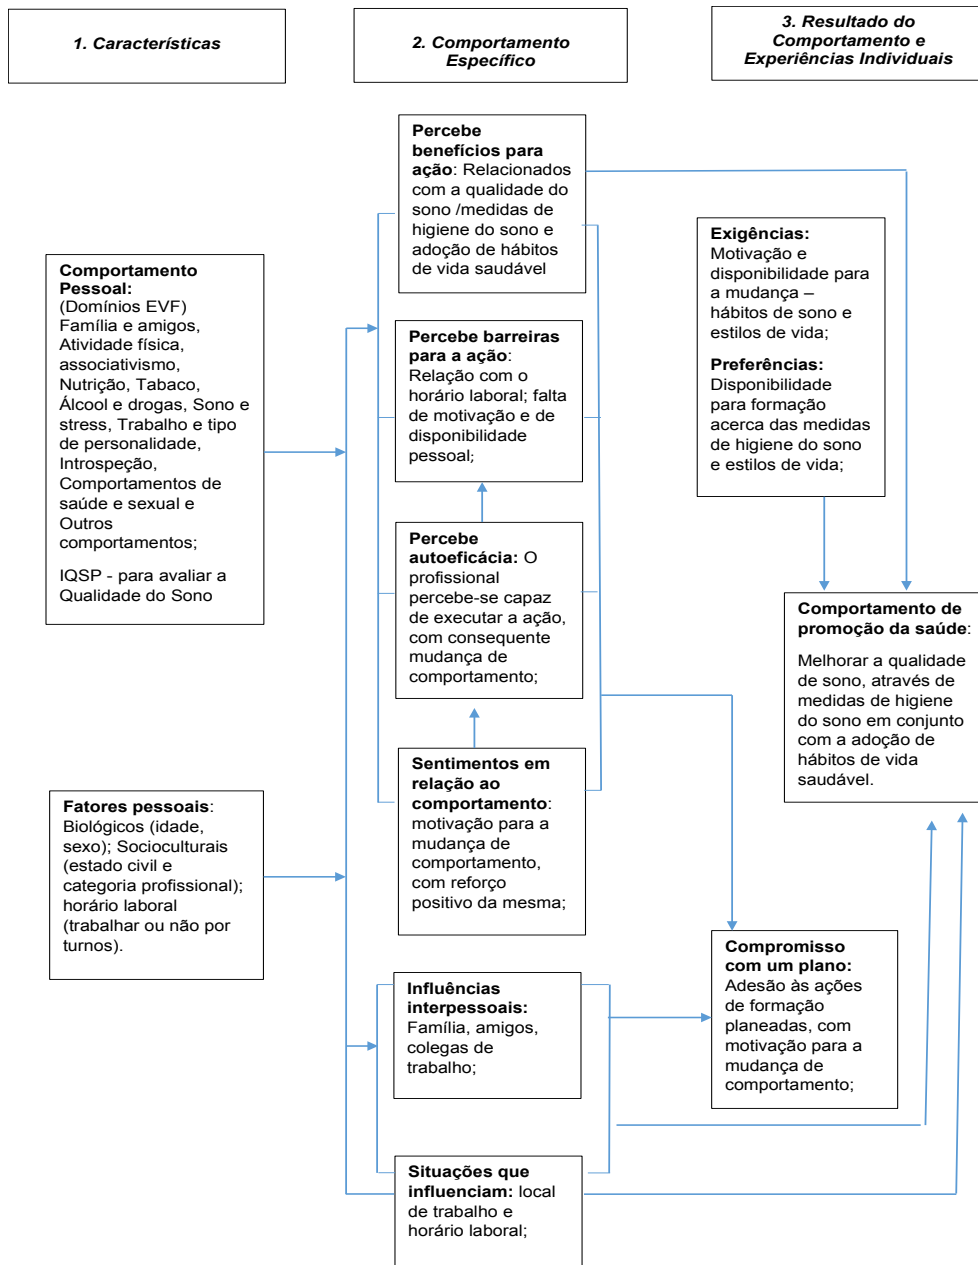 1. Características
2. Comportamento
Específico
3. Resultado do
Comportamento e
Experiências Individuais
Comportamento
Pessoal:
(Domínios EVF)
Família e amigos,
Atividade física,
associativismo,
Nutrição, Tabaco,
Álcool e drogas, Sono e
stress, Trabalho e tipo
de personalidade,
Introspeção,
Comportamentos de
saúde e sexual e
Outros
comportamentos;
IQSP - para avaliar a
Qualidade do Sono
Fatores pessoais:
Biológicos (idade,
sexo); Socioculturais
(estado civil e
categoria profissional);
horário laboral
(trabalhar ou não por
turnos).
Percebe
benefícios para
ação: Relacionados
com a qualidade do
sono /medidas de
higiene do sono e
adoção de hábitos
de vida saudável
Percebe barreiras
para a ação:
Relação com o
horário laboral; falta
de motivação e de
disponibilidade
pessoal;
Percebe
autoeficácia: O
profissional
percebe-se capaz
de executar a ação,
com consequente
mudança de
comportamento;
Sentimentos em
relação ao
comportamento:
motivação para a
mudança de
comportamento,
com reforço
positivo da mesma;
Influências
interpessoais:
Família, amigos,
colegas de
trabalho;
Situações que
influenciam: local
de trabalho e
horário laboral;
Exigências:
Motivação e
disponibilidade para
a mudança –
hábitos de sono e
estilos de vida;
Preferências:
Disponibilidade
para formação
acerca das medidas
de higiene do sono
e estilos de vida;
Comportamento de
promoção da saúde:
Melhorar a qualidade
de sono, através de
medidas de higiene
do sono em conjunto
com a adoção de
hábitos de vida
saudável.
Compromisso
com um plano:
Adesão às ações
de formação
planeadas, com
motivação para a
mudança de
comportamento;